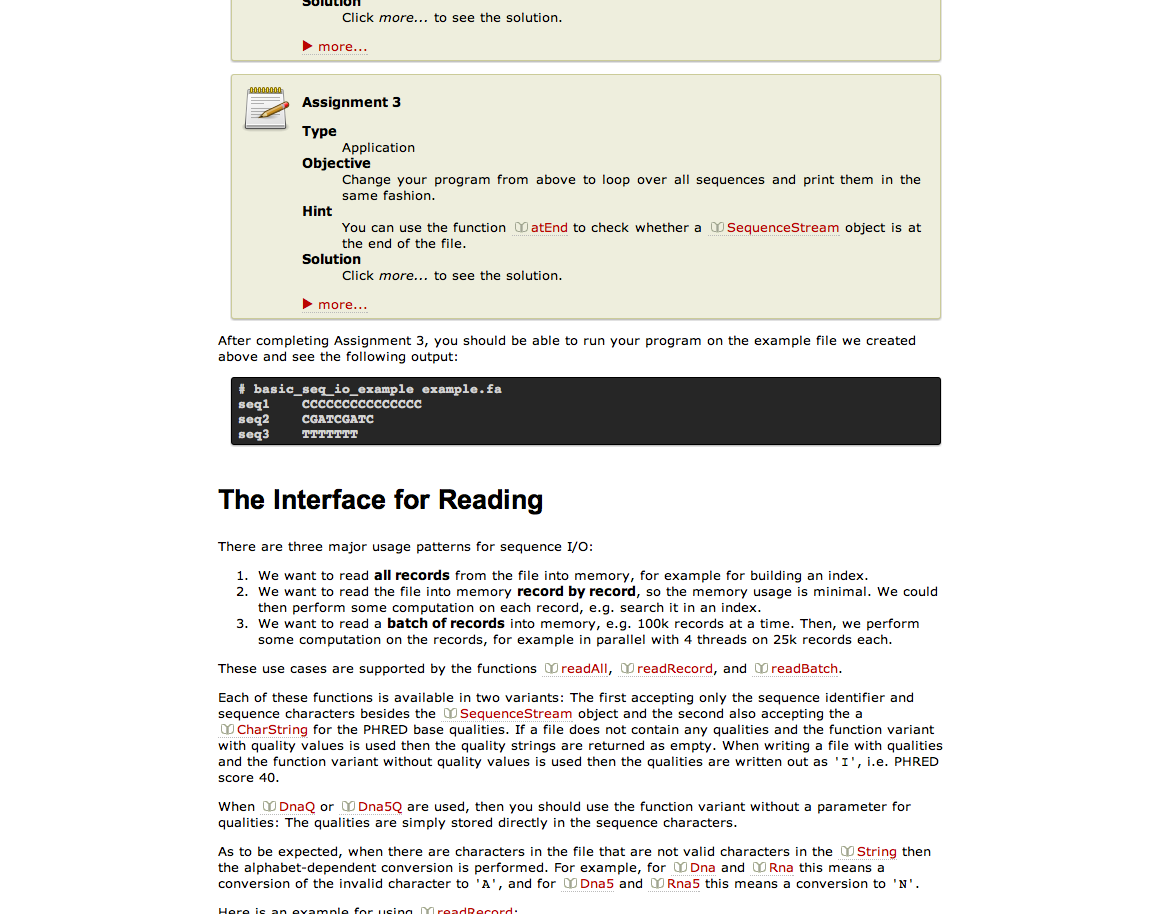 Solution
Click more... to see the solution.
more...
Assignment 3
Type
Application
Objective
Change your program from above to loop over all sequences and print them in the
same fashion.
Hint
You can use the function atEnd to check whether a SequenceStream object is at
the end of the file.
Solution
Click more... to see the solution.
more...
After completing Assignment 3, you should be able to run your program on the example file we created
above and see the following output:
# basic_seq_io_example example.fa
seq1    CCCCCCCCCCCCCCC
seq2    CGATCGATC
seq3    TTTTTTT
The Interface for Reading
There are three major usage patterns for sequence I/O:
1. We want to read all records from the file into memory, for example for building an index.
2. We want to read the file into memory record by record, so the memory usage is minimal. We could
then perform some computation on each record, e.g. search it in an index.
3. We want to read a batch of records into memory, e.g. 100k records at a time. Then, we perform
some computation on the records, for example in parallel with 4 threads on 25k records each.
These use cases are supported by the functions readAll, readRecord, and readBatch.
Each of these functions is available in two variants: The first accepting only the sequence identifier and
sequence characters besides the SequenceStream object and the second also accepting the a
CharString for the PHRED base qualities. If a file does not contain any qualities and the function variant
with quality values is used then the quality strings are returned as empty. When writing a file with qualities
and the function variant without quality values is used then the qualities are written out as 'I', i.e. PHRED
score 40.
When DnaQ or Dna5Q are used, then you should use the function variant without a parameter for
qualities: The qualities are simply stored directly in the sequence characters.
As to be expected, when there are characters in the file that are not valid characters in the String then
the alphabet-dependent conversion is performed. For example, for Dna and Rna this means a
conversion of the invalid character to 'A', and for Dna5 and Rna5 this means a conversion to 'N'.
Here is an example for using readRecord: